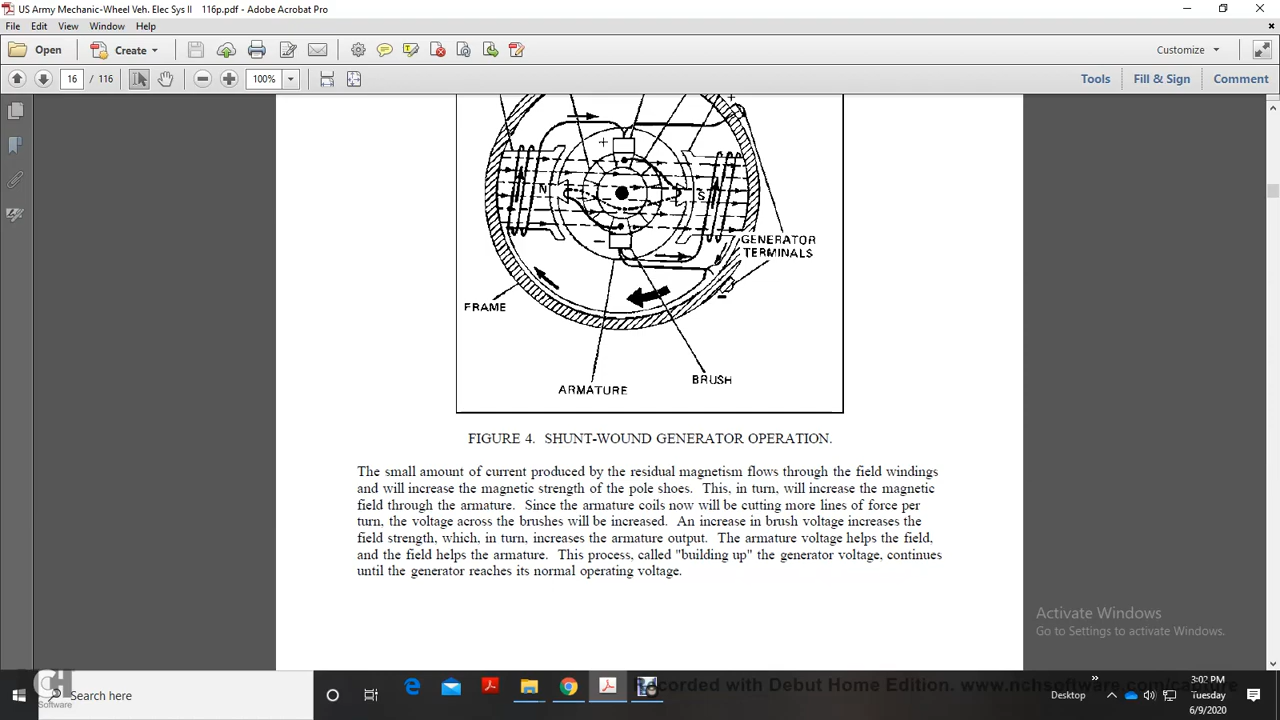 US Army Mechanic-Wheel Veh. Elec Sys II 116p.pdf - Adobe Acrobat Pro
File Edit View Window Help
Open Create Customize
16 / 116 100% Tools Fill & Sign Comment
+
+
N S
GENERATOR
TERMINALS
−
−
FRAME
BRUSH
ARMATURE
FIGURE 4. SHUNT-WOUND GENERATOR OPERATION.
The small amount of current produced by the residual magnetism flows through the field windings
and will increase the magnetic strength of the pole shoes. This, in turn, will increase the magnetic
field through the armature. Since the armature coils now will be cutting more lines of force per
turn, the voltage across the brushes will be increased. An increase in brush voltage increases the
field strength, which, in turn, increases the armature output. The armature voltage helps the field,
and the field helps the armature. This process, called "building up" the generator voltage, continues
until the generator reaches its normal operating voltage.
Activate Windows
Go to Settings to activate Windows.
Recorded with Debut Home Edition. www.nchsoftware.com/capture
Software
Search here
Desktop
3:02 PM
Tuesday
6/9/2020